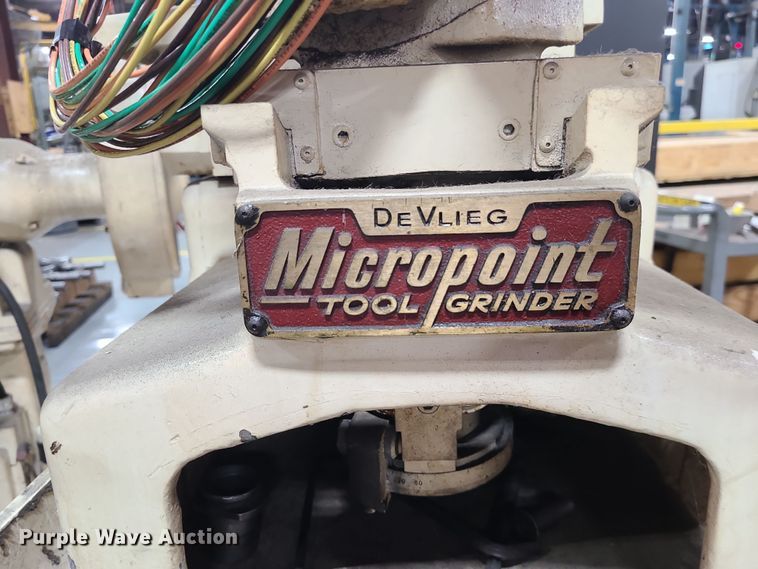 DEVLIEG
Micropoint
TOOL GRINDER
Purple Wave Auction